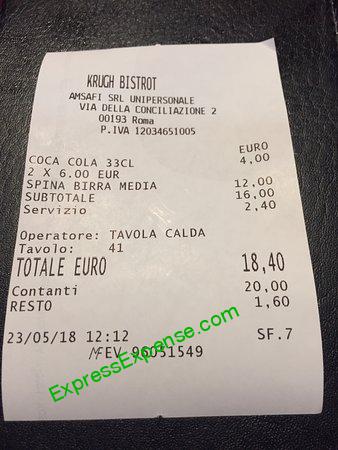 KRUGH BISTROT
AMSAFI SRL UNIPERSONALE
VIA DELLA CONCILIAZIONE 2
00193 Roma
P.IVA 12034651005
EURO
COCA COLA 33CL 4,00
2 X 6.00 EUR
SPINA BIRRA MEDIA 12,00
SUBTOTALE 16,00
Servizio 2,40
Operatore: TAVOLA CALDA
Tavolo: 41
TOTALE EURO 18,40
Contanti 20,00
RESTO 1,60
23/05/18 12:12 SF.7
MFEV 96051549
ExpressExpense.com